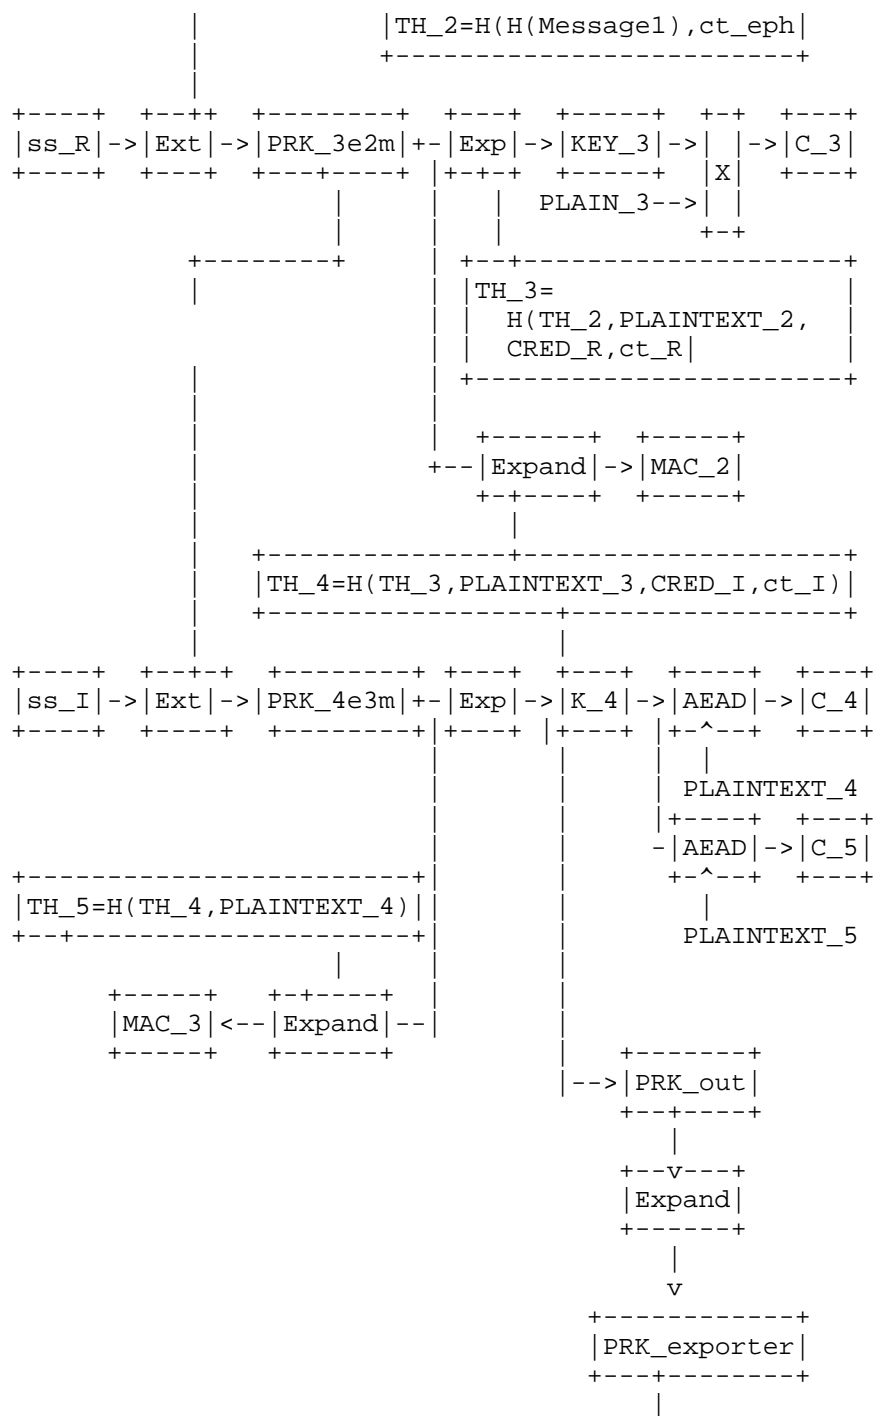 |               |TH_2=H(H(Message1),ct_eph|
                |               +-------------------------+
                |
+----+  +--++  +--------+  +---+  +-----+  +-+  +---+
|ss_R|->|Ext|->|PRK_3e2m|+-|Exp|->|KEY_3|->| |->|C_3|
+----+  +---+  +---+----+ |+-+-+  +-----+  |X|  +---+
                   |      |   |  PLAIN_3-->| |
                   |      |   |            +-+
        +--------+        | +--+--------------------+
        |                 | |TH_3=                  |
                          | |  H(TH_2,PLAINTEXT_2,  |
                          | |  CRED_R,ct_R|         |
        |                 | +-----------------------+
        |                 |
        |                 |  +------+  +-----+
        |                 +--|Expand|->|MAC_2|
        |                    +-+----+  +-----+
        |                      |
        |    +---------------+--------------------+
        |    |TH_4=H(TH_3,PLAINTEXT_3,CRED_I,ct_I)|
        |    +------------------+-----------------+
        |                       |
+----+  +--+-+  +--------+ +---+  +---+  +----+  +---+
|ss_I|->|Ext|->|PRK_4e3m|+-|Exp|->|K_4|->|AEAD|->|C_4|
+----+  +----+  +--------+|+---+ |+---+ |+-^--+  +---+
                          |      |      |  |
                          |      |      | PLAINTEXT_4
                          |      |      |+----+  +---+
                          |      |      -|AEAD|->|C_5|
+------------------------+|      |       +-^--+  +---+
|TH_5=H(TH_4,PLAINTEXT_4)||      |         |
+--+---------------------+|      |        PLAINTEXT_5
                   |      |      |
      +-----+   +-+----+  |      |
      |MAC_3|<--|Expand|--|      |
      +-----+   +------+         |   +-------+
                                 |-->|PRK_out|
                                     +--+----+
                                        |
                                     +--v---+
                                     |Expand|
                                     +------+
                                        |
                                        v
                                   +------------+
                                   |PRK_exporter|
                                   +---+--------+
                                       |